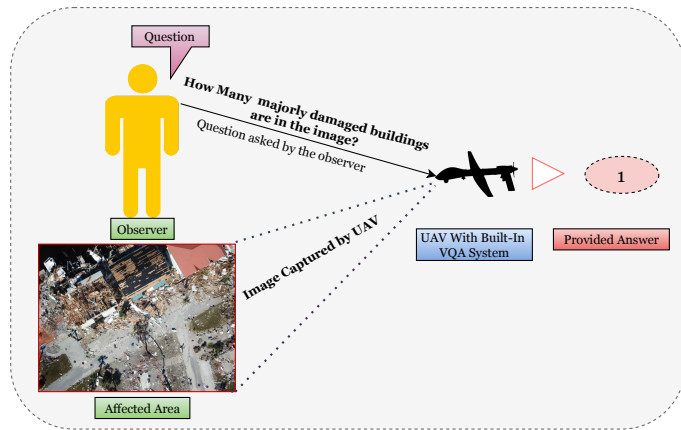 Question
How Many majorly damaged buildings
are in the image?
Question asked by the observer
1
Observer
Image Captured by UAV
UAV With Built-In
VQA System
Provided Answer
Affected Area